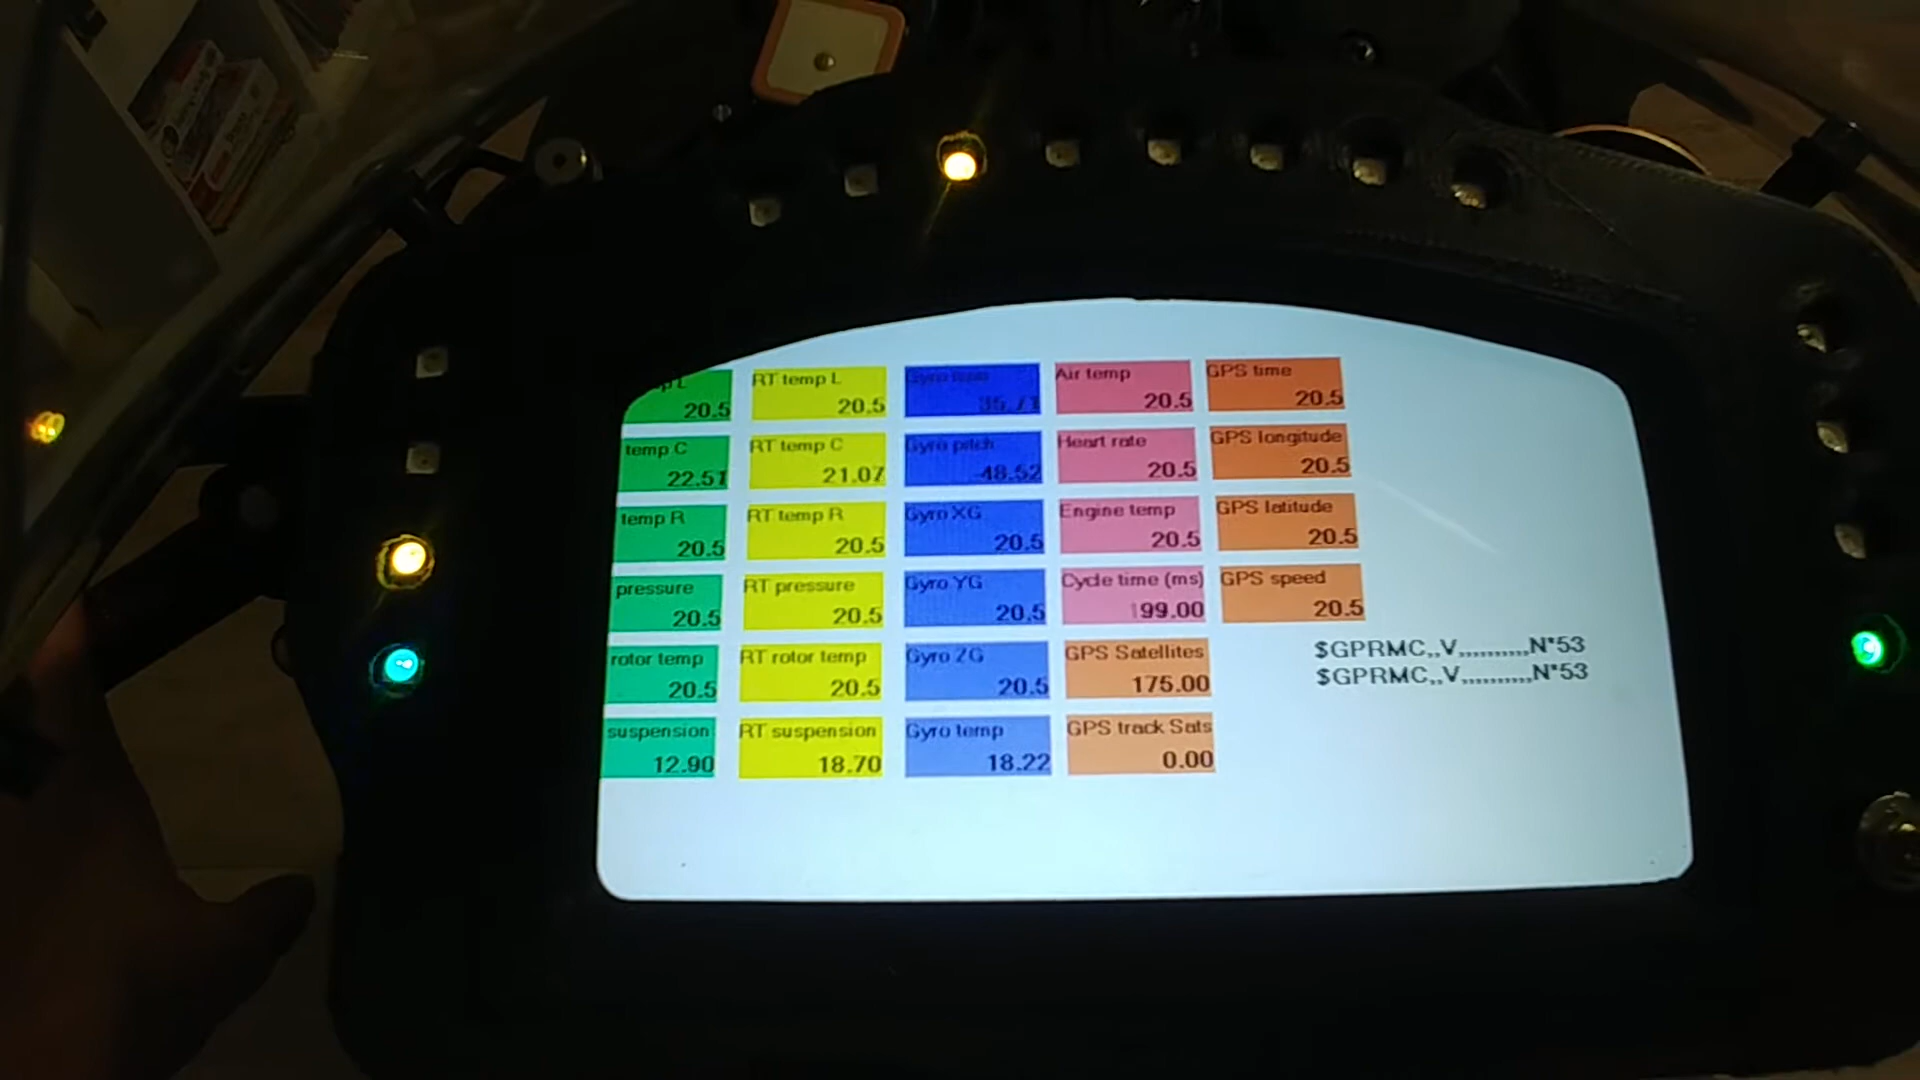 20.5
RT temp L
20.5
Gyro
35.71
Air temp
20.5
GPS time
20.5
temp C
22.51
RT temp C
21.07
Gyro pitch
-48.52
Heart rate
20.5
GPS longitude
20.5
temp R
20.5
RT temp R
20.5
Gyro XG
20.5
Engine temp
20.5
GPS latitude
20.5
pressure
20.5
RT pressure
20.5
Gyro YG
20.5
Cycle time (ms)
99.00
GPS speed
20.5
rotor temp
20.5
RT rotor temp
20.5
Gyro ZG
20.5
GPS Satellites
175.00
$GPRMC,,V,,,,,,,,,,N*53
$GPRMC,,V,,,,,,,,,,N*53
suspension
12.90
RT suspension
18.70
Gyro temp
18.22
GPS track Sats
0.00